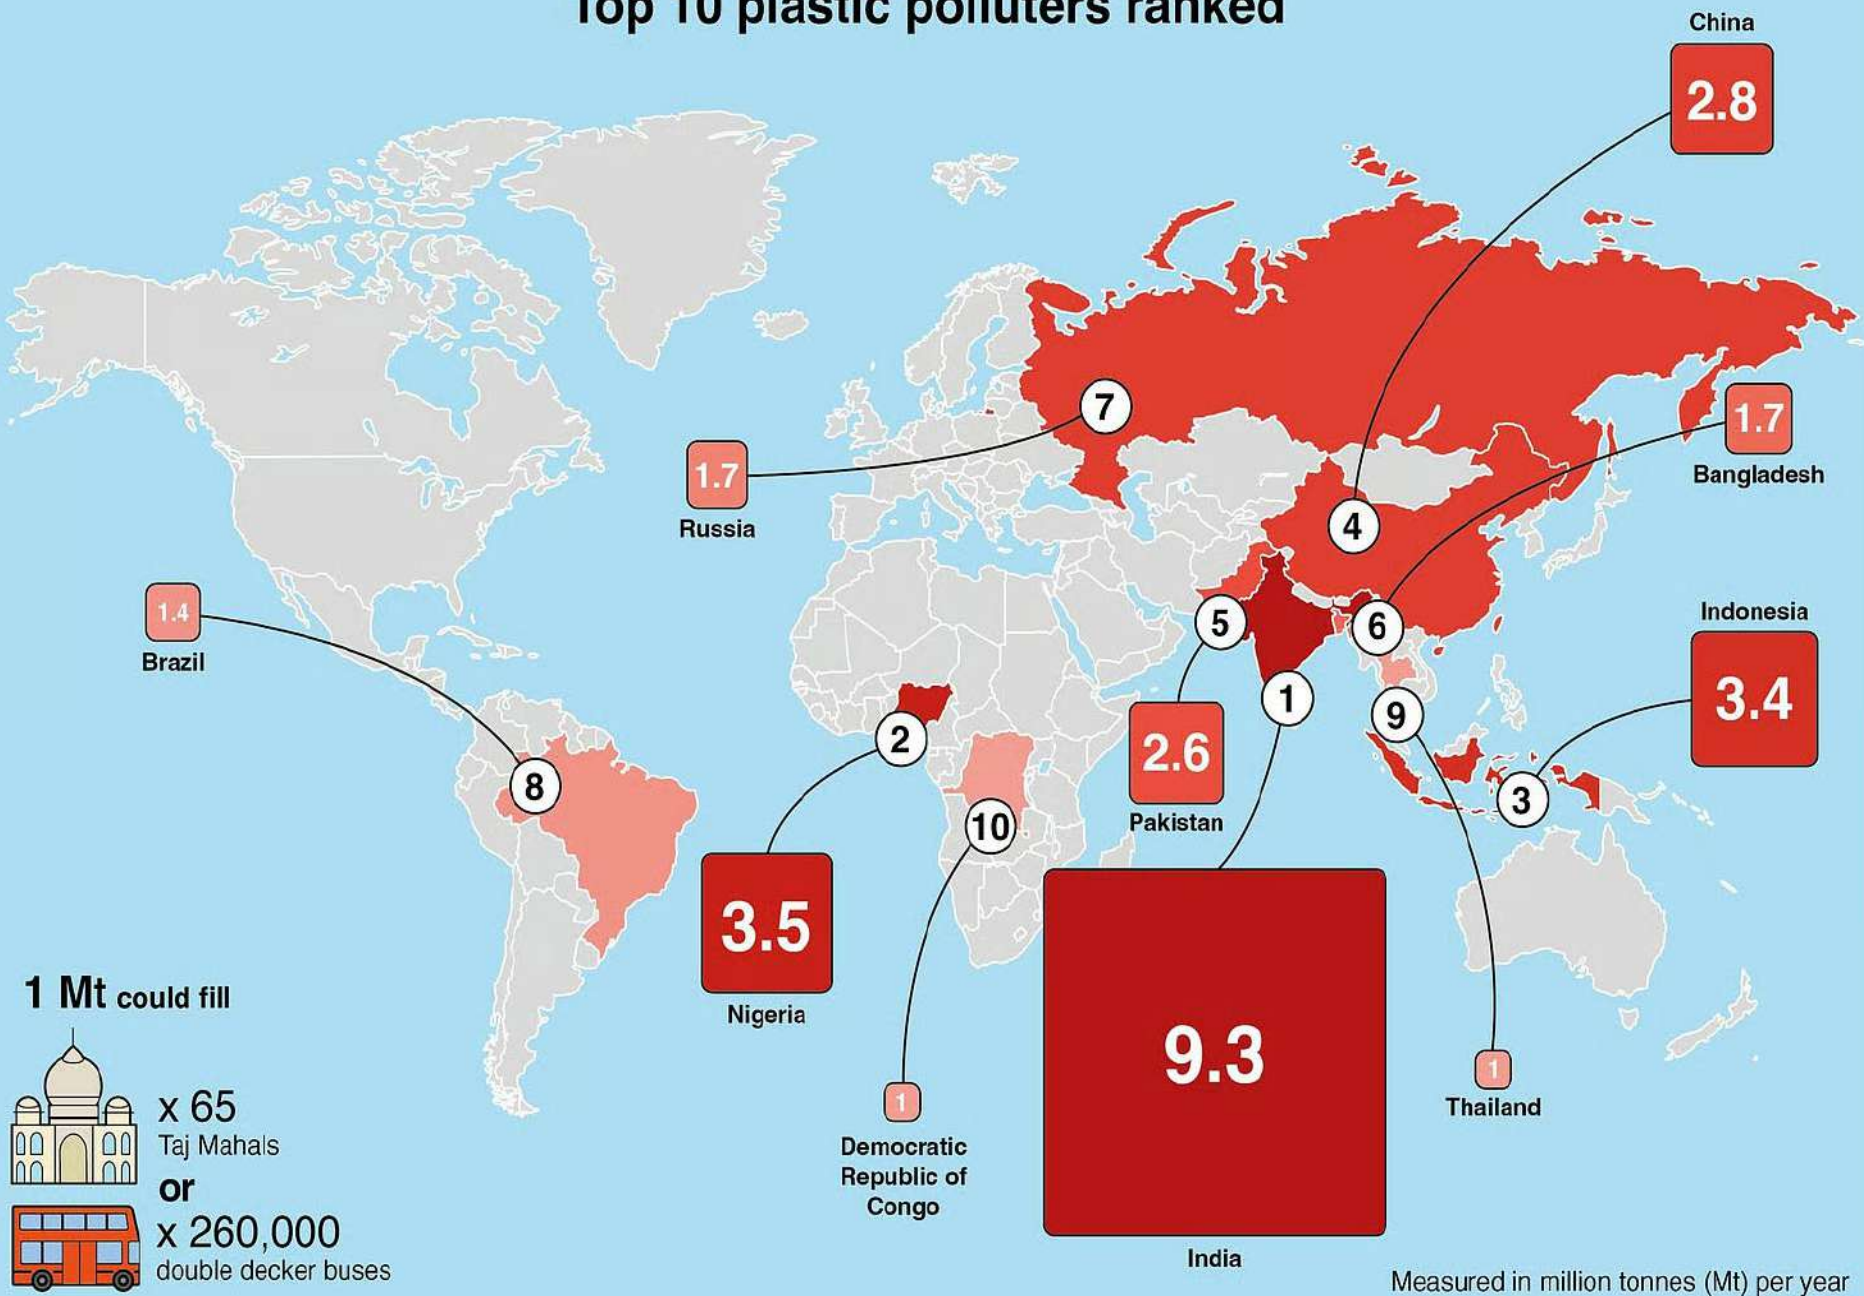 Top 10 plastic polluters ranked
China
2.8
7
1.7
Bangladesh
1.7
Russia
4
1.4
Brazil
5
6
Indonesia
3.4
1
9
2
2.6
Pakistan
3
8
10
3.5
Nigeria
9.3
India
1
Thailand
1
Democratic
Republic of
Congo
1 Mt could fill
x 65
Taj Mahals
or
x 260,000
double decker buses
Measured in million tonnes (Mt) per year